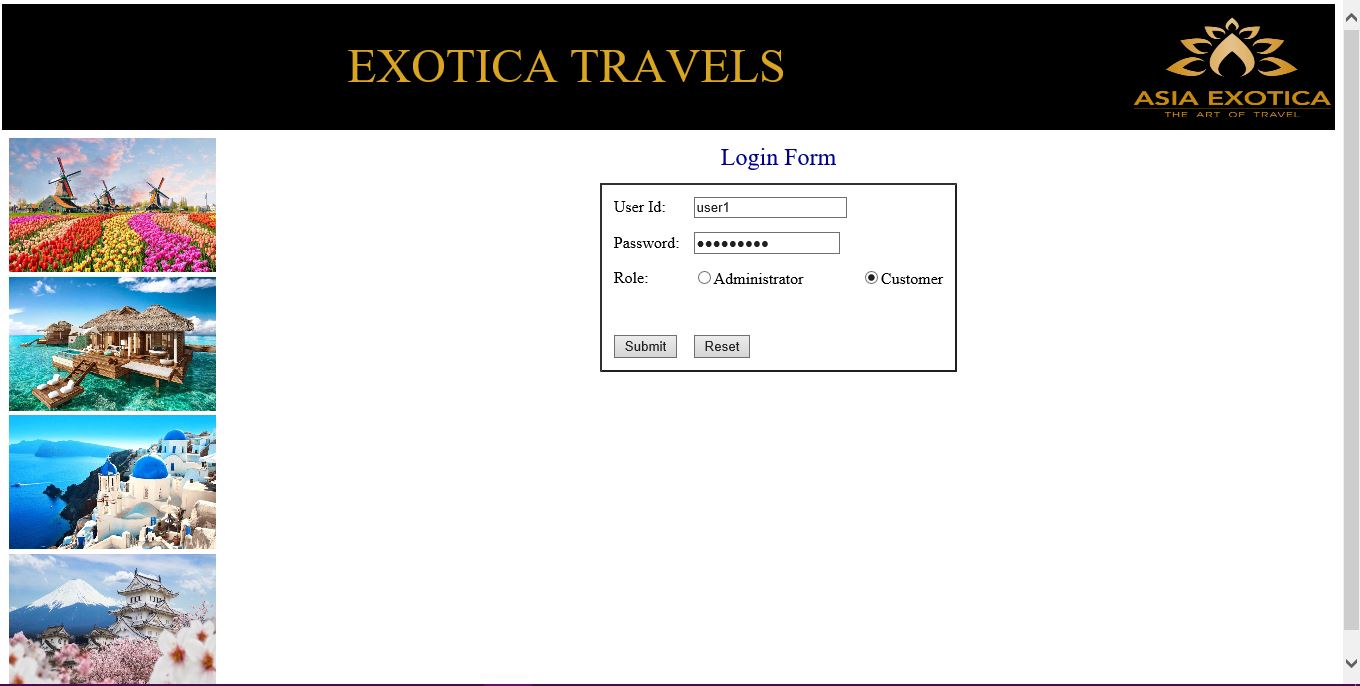 EXOTICA TRAVELS
ASIA EXOTICA
THE ART OF TRAVEL
Login Form
User Id: user1
Password: •••••••••
Role: Administrator Customer
Submit Reset